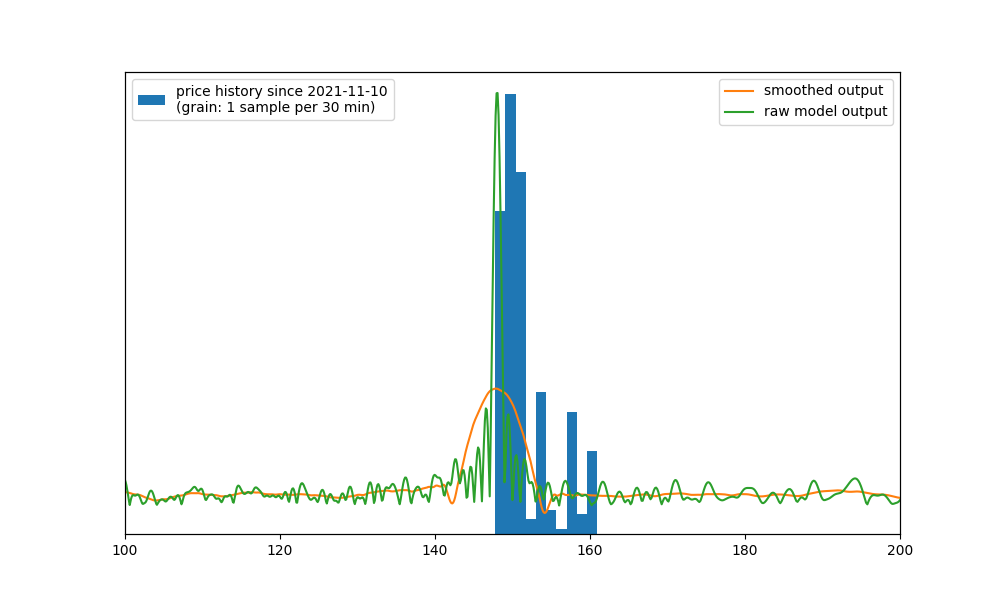 price history since 2021-11-10
(grain: 1 sample per 30 min)
smoothed output
raw model output
100
120
140
160
180
200